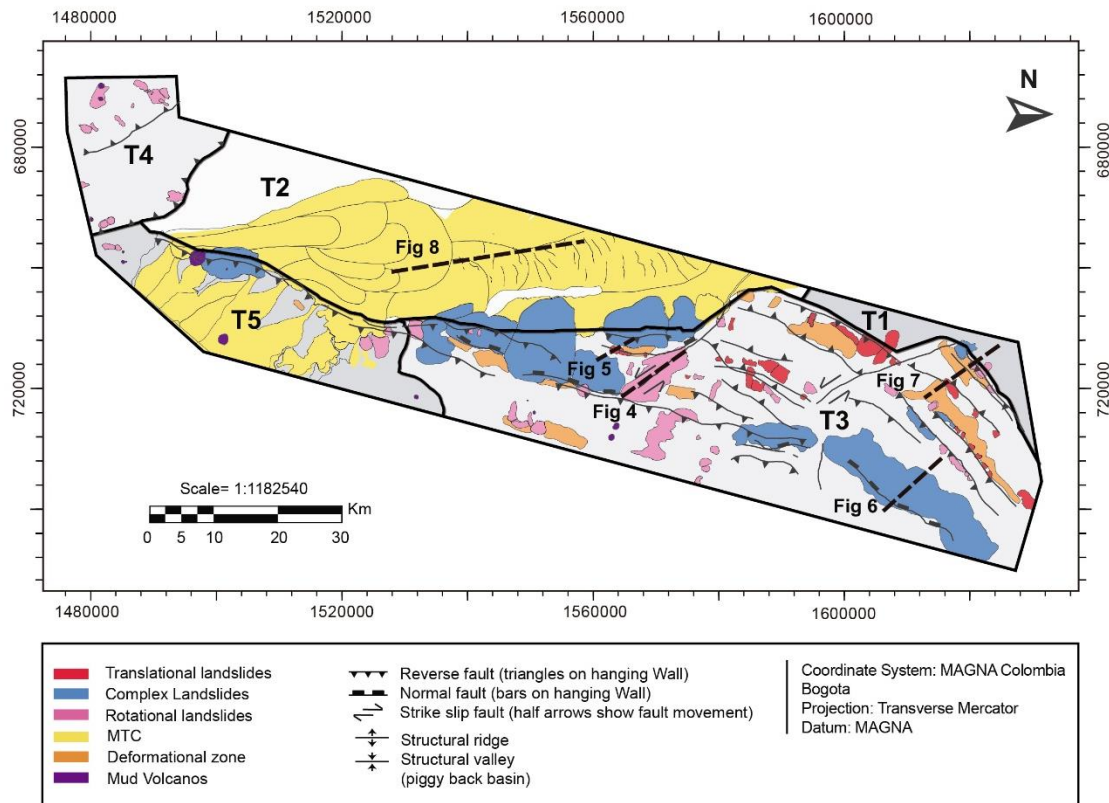 1480000 1520000 1560000 1600000
N
680000 680000
T4
T2
Fig 8
T5
T1
Fig 5
Fig 7
720000 720000
Fig 4
T3
Scale= 1:1182540
Km
0 5 10 20 30
Fig 6
1480000 1520000 1560000 1600000
Translational landslides
Complex Landslides
Rotational landslides
MTC
Deformational zone
Mud Volcanos
Reverse fault (triangles on hanging Wall)
Normal fault (bars on hanging Wall)
Strike slip fault (half arrows show fault movement)
Structural ridge
Structural valley
(piggy back basin)
Coordinate System: MAGNA Colombia
Bogota
Projection: Transverse Mercator
Datum: MAGNA